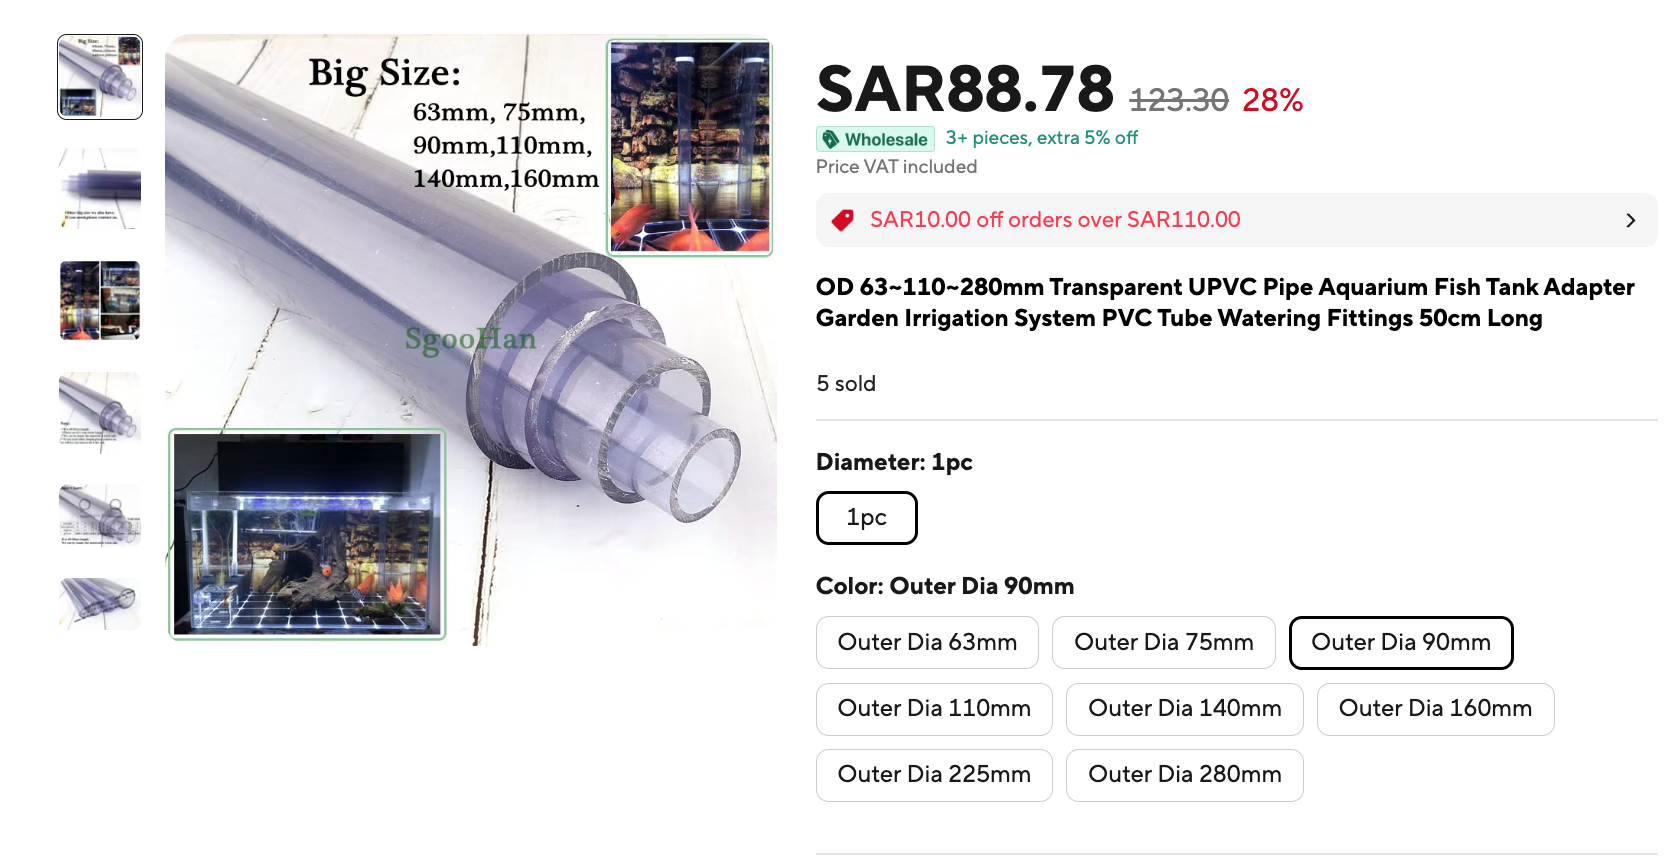 Big Size:
63mm, 75mm,
90mm,110mm,
140mm,160mm
SgooHan
SAR88.78 123.30 28%
Wholesale 3+ pieces, extra 5% off
Price VAT included
SAR10.00 off orders over SAR110.00
OD 63~110~280mm Transparent UPVC Pipe Aquarium Fish Tank Adapter
Garden Irrigation System PVC Tube Watering Fittings 50cm Long
5 sold
Diameter: 1pc
1pc
Color: Outer Dia 90mm
Outer Dia 63mm
Outer Dia 75mm
Outer Dia 90mm
Outer Dia 110mm
Outer Dia 140mm
Outer Dia 160mm
Outer Dia 225mm
Outer Dia 280mm